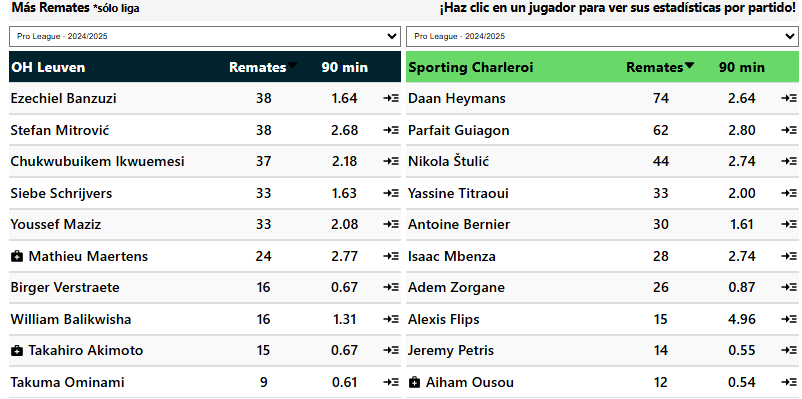 Más Remates *sólo liga
¡Haz clic en un jugador para ver sus estadísticas por partido!
Pro League - 2024/2025
Pro League - 2024/2025
OH Leuven Remates 90 min
Ezechiel Banzuzi 38 1.64
Stefan Mitrović 38 2.68
Chukwubuikem Ikwuemesi 37 2.18
Siebe Schrijvers 33 1.63
Youssef Maziz 33 2.08
Mathieu Maertens 24 2.77
Birger Verstraete 16 0.67
William Balikwisha 16 1.31
Takahiro Akimoto 15 0.67
Takuma Ominami 9 0.61
Sporting Charleroi Remates 90 min
Daan Heymans 74 2.64
Parfait Guiagon 62 2.80
Nikola Štulić 44 2.74
Yassine Titraoui 33 2.00
Antoine Bernier 30 1.61
Isaac Mbenza 28 2.74
Adem Zorgane 26 0.87
Alexis Flips 15 4.96
Jeremy Petris 14 0.55
Aiham Ousou 12 0.54